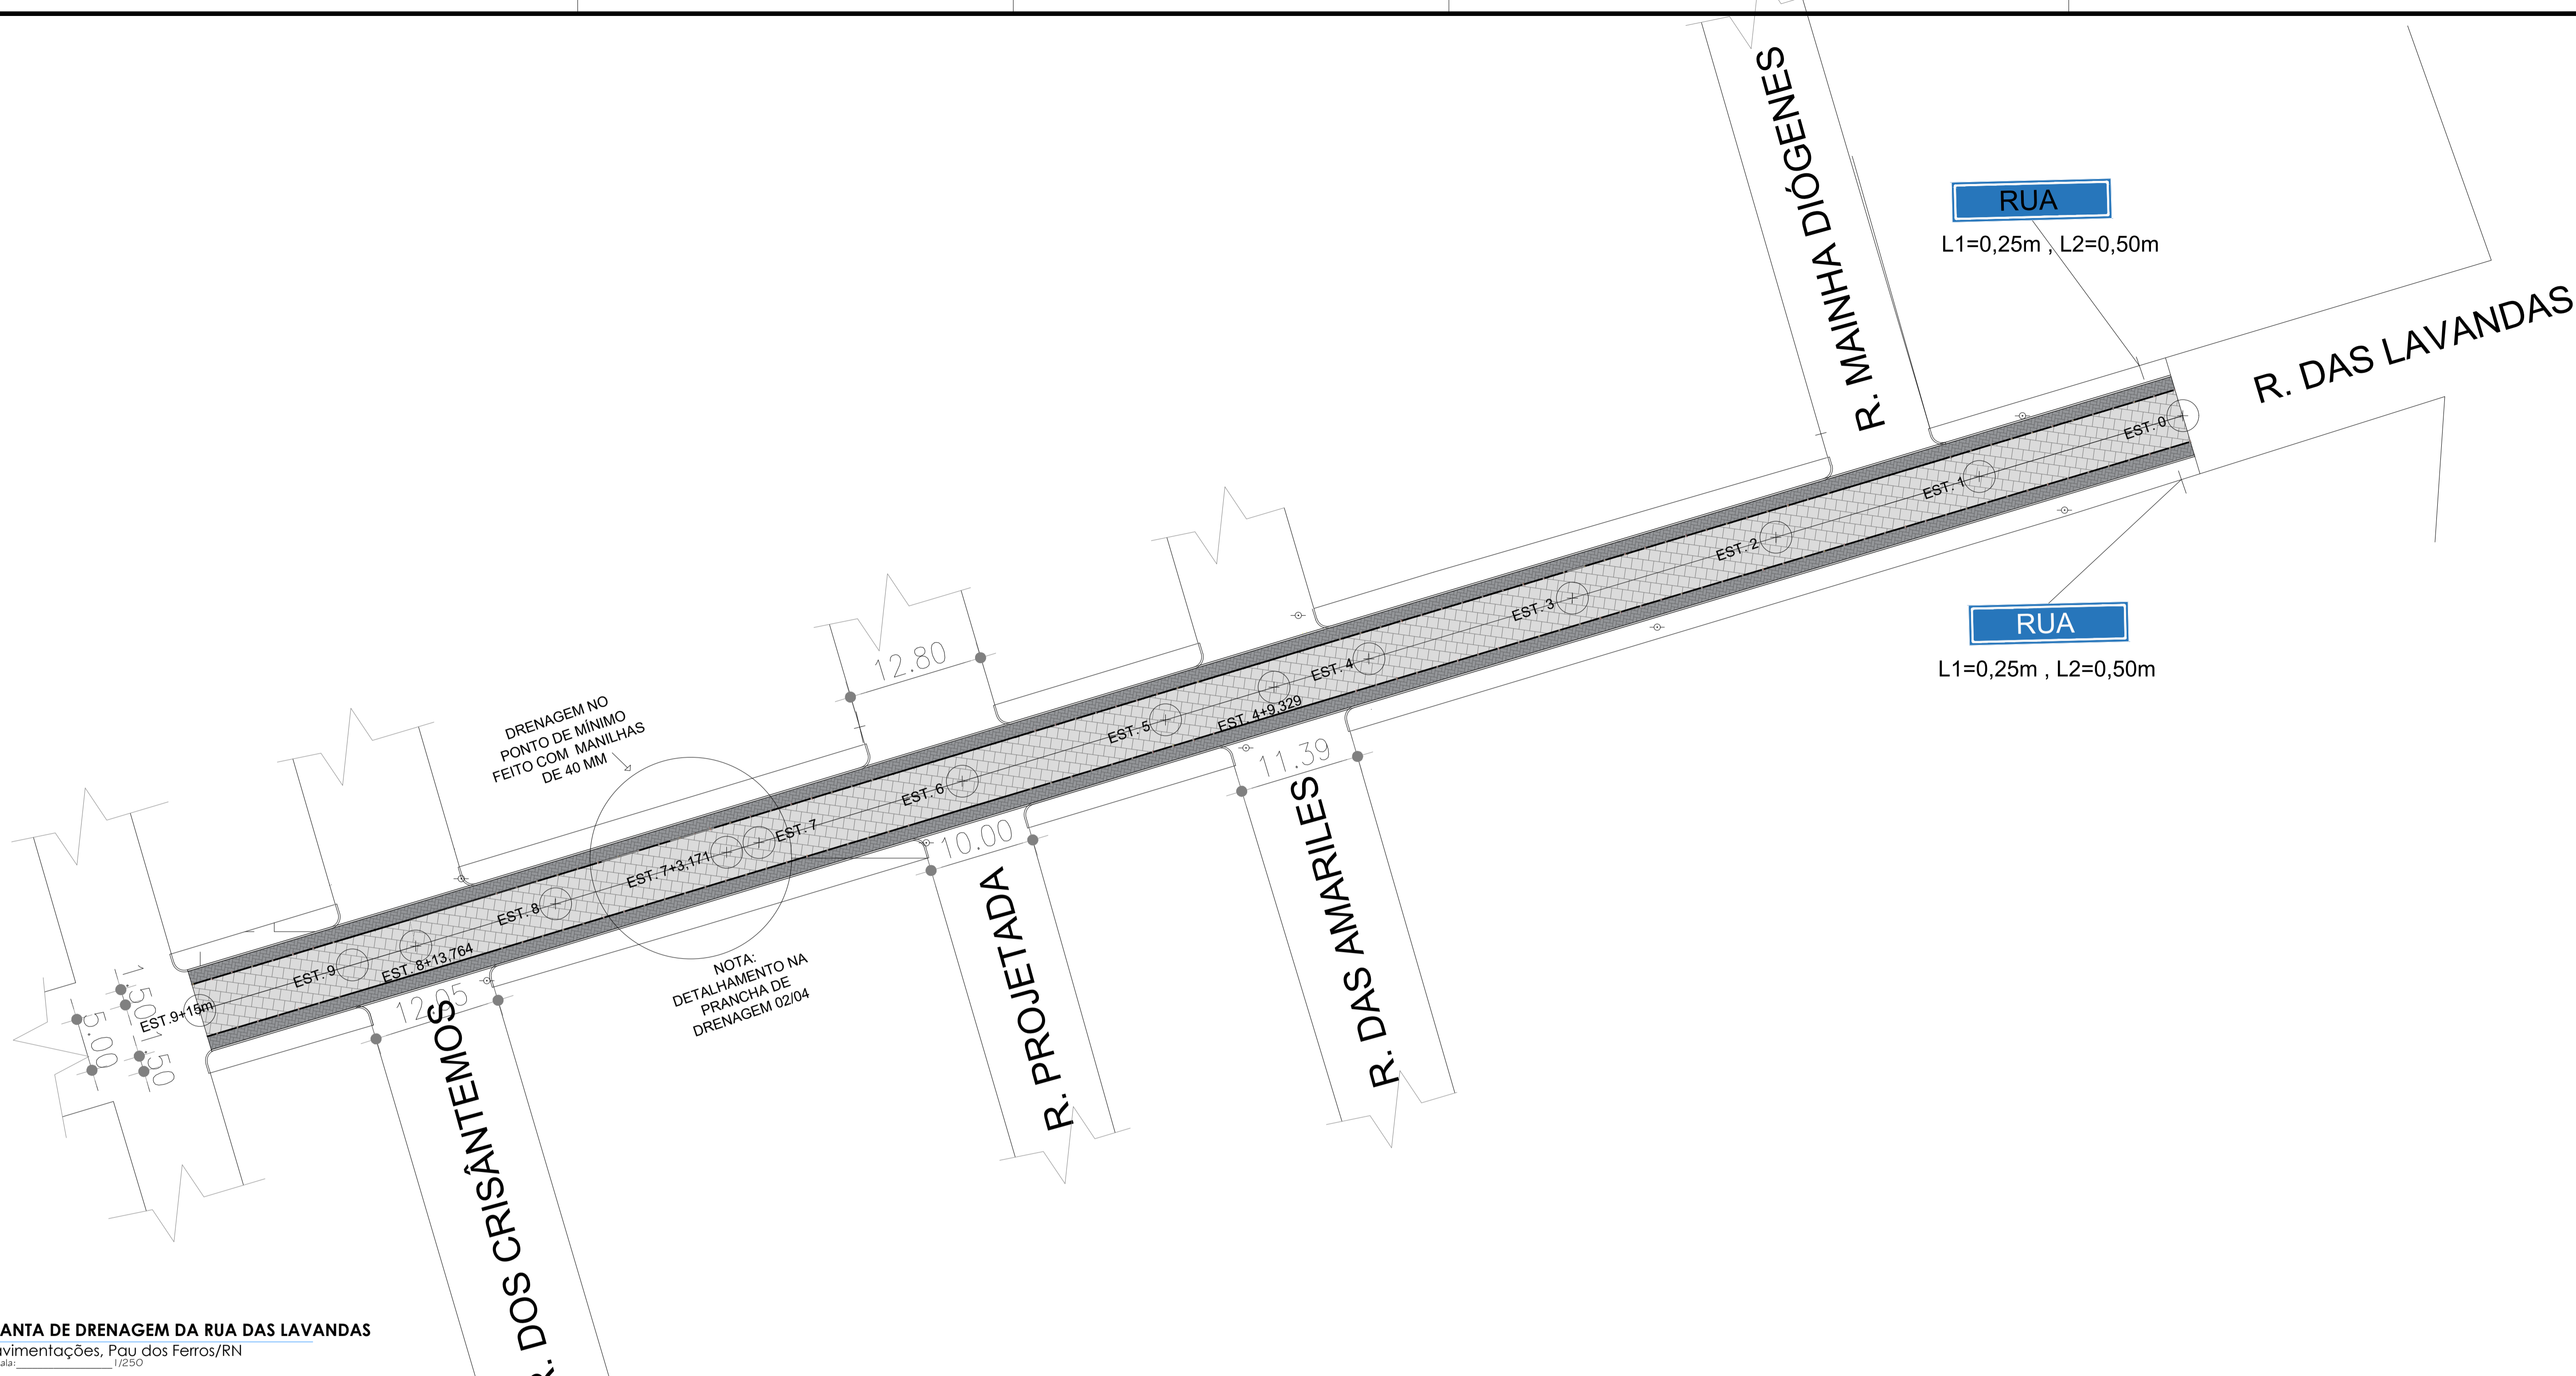 R. MAINHA DIÓGENES
RUA
L1=0,25m , L2=0,50m
R. DAS LAVANDAS
EST. 0
EST. 1
EST. 2
EST. 3
EST. 4
EST. 4+9,329
EST. 5
EST. 6
EST. 7
EST. 7+3,171
EST. 8
EST. 8+13,764
EST. 9
EST.9+15m
RUA
L1=0,25m , L2=0,50m
12.80
DRENAGEM NO
PONTO DE MÍNIMO
FEITO COM MANILHAS
DE 40 MM
11.39
10.00
12.05
1.50
5.00
1.50
NOTA:
DETALHAMENTO NA
PRANCHA DE
DRENAGEM 02/04
R. DAS AMARILES
R. PROJETADA
R. DOS CRISÂNTEMOS
ANTA DE DRENAGEM DA RUA DAS LAVANDAS
avimentações, Pau dos Ferros/RN
ala: 1/250